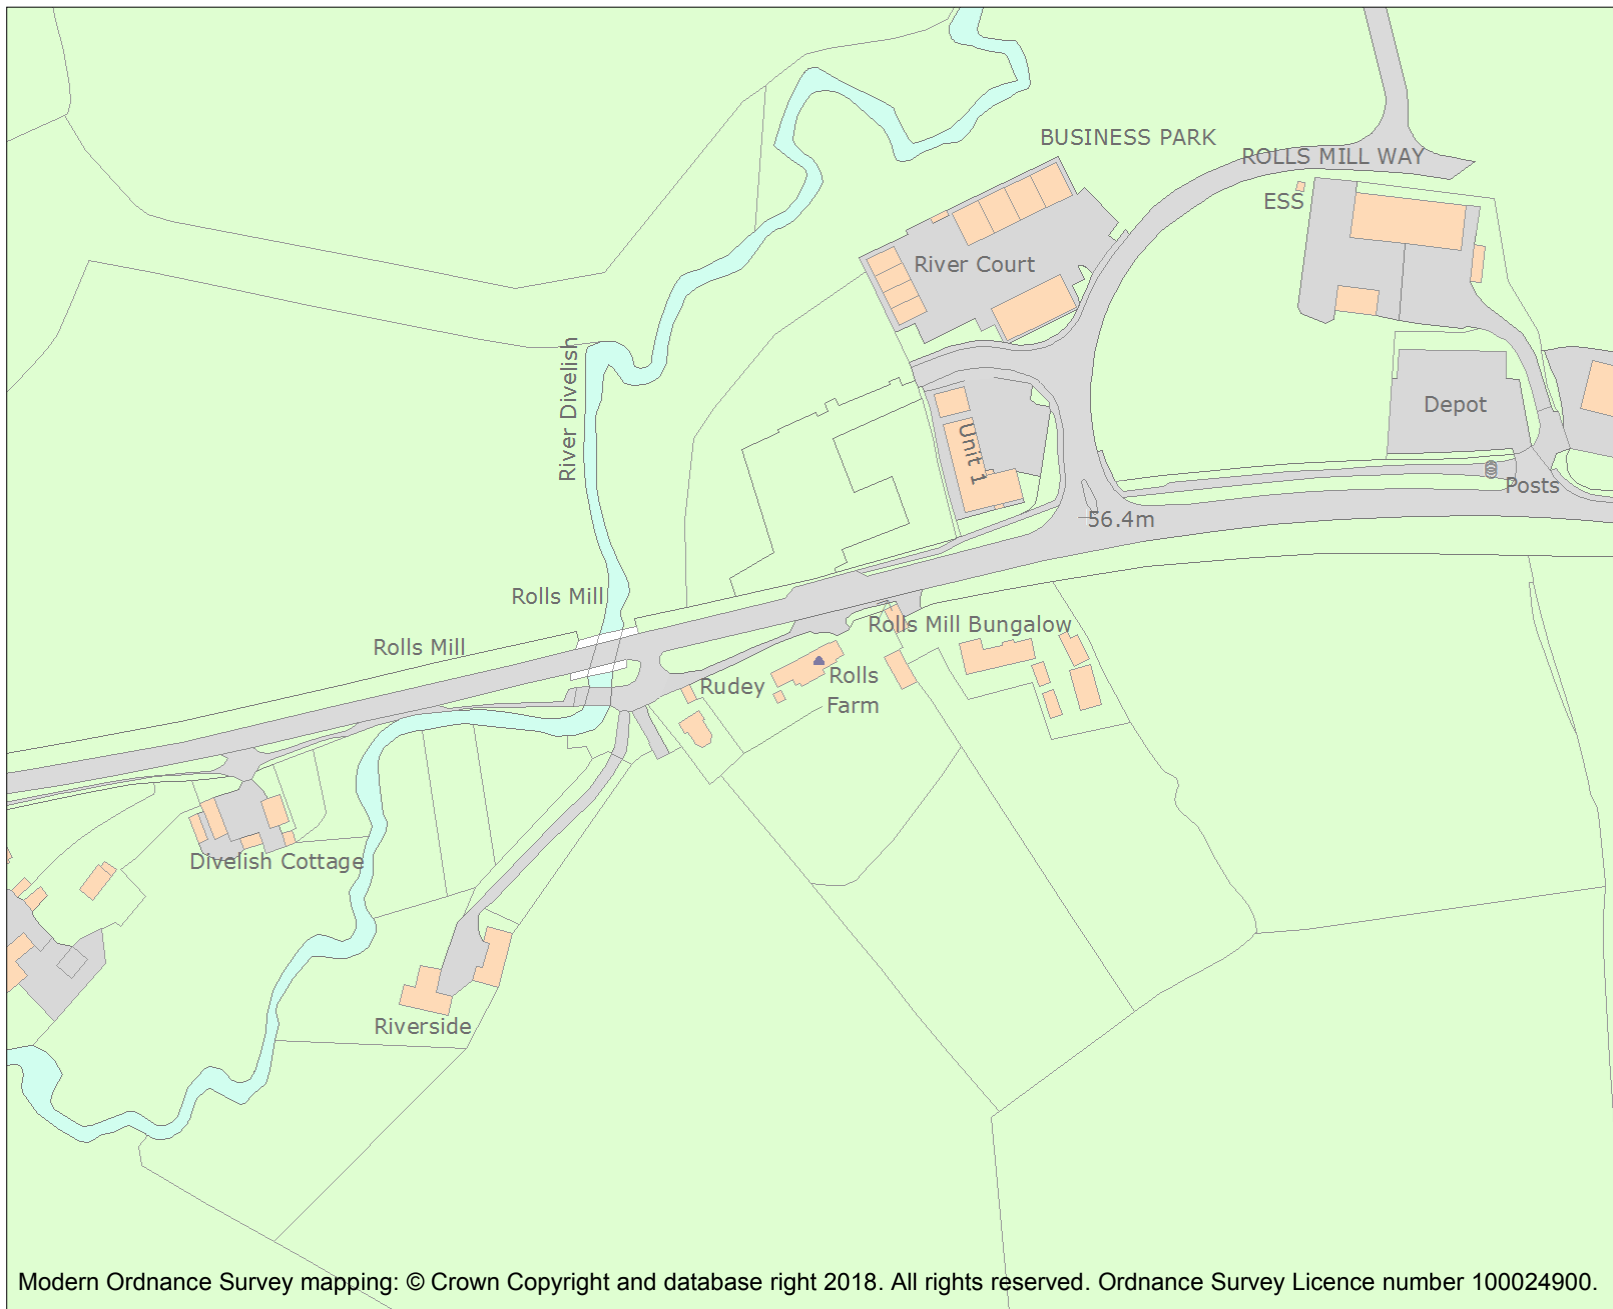 BUSINESS PARK
ROLLS MILL WAY
ESS
River Court
River Divelish
Depot
Unit 1
Posts
56.4m
Rolls Mill
Rolls Mill
Rolls Mill Bungalow
Rudey
Rolls
Farm
Divelish Cottage
Riverside
Modern Ordnance Survey mapping: © Crown Copyright and database right 2018. All rights reserved. Ordnance Survey Licence number 100024900.